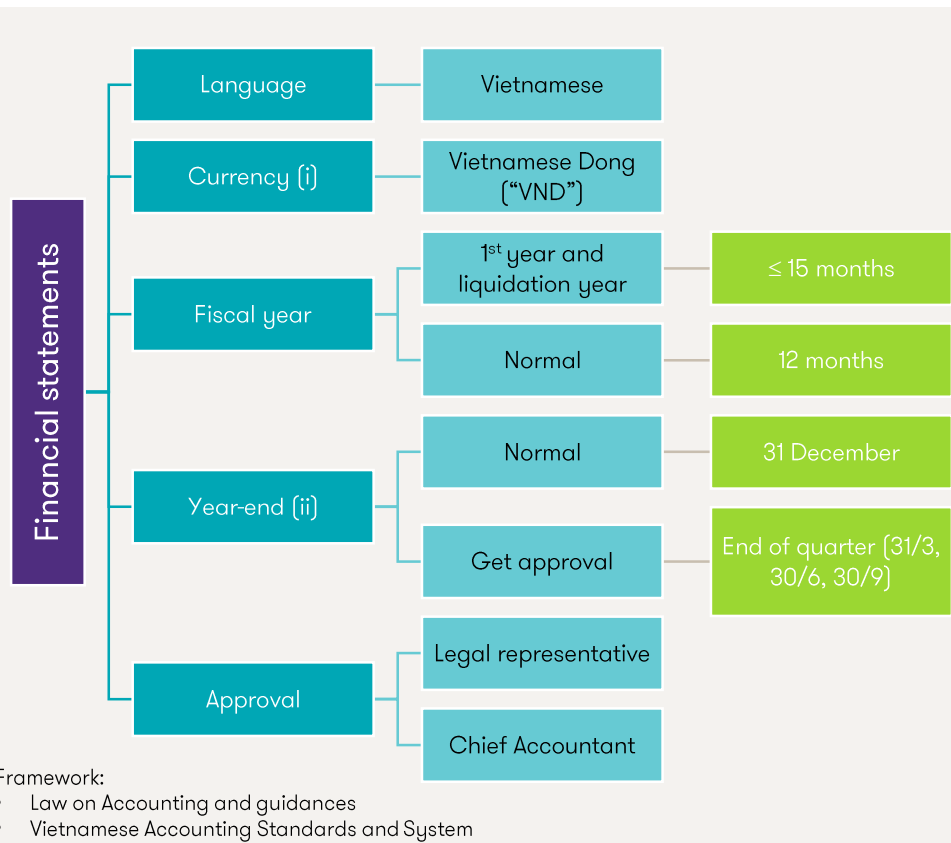 Financial statements
Language
Vietnamese
Currency (i)
Vietnamese Dong
(“VND”)
Fiscal year
1st year and
liquidation year
≤ 15 months
Normal
12 months
Year-end (ii)
Normal
31 December
Get approval
End of quarter (31/3,
30/6, 30/9)
Approval
Legal representative
Chief Accountant
Framework:
• Law on Accounting and guidances
• Vietnamese Accounting Standards and System